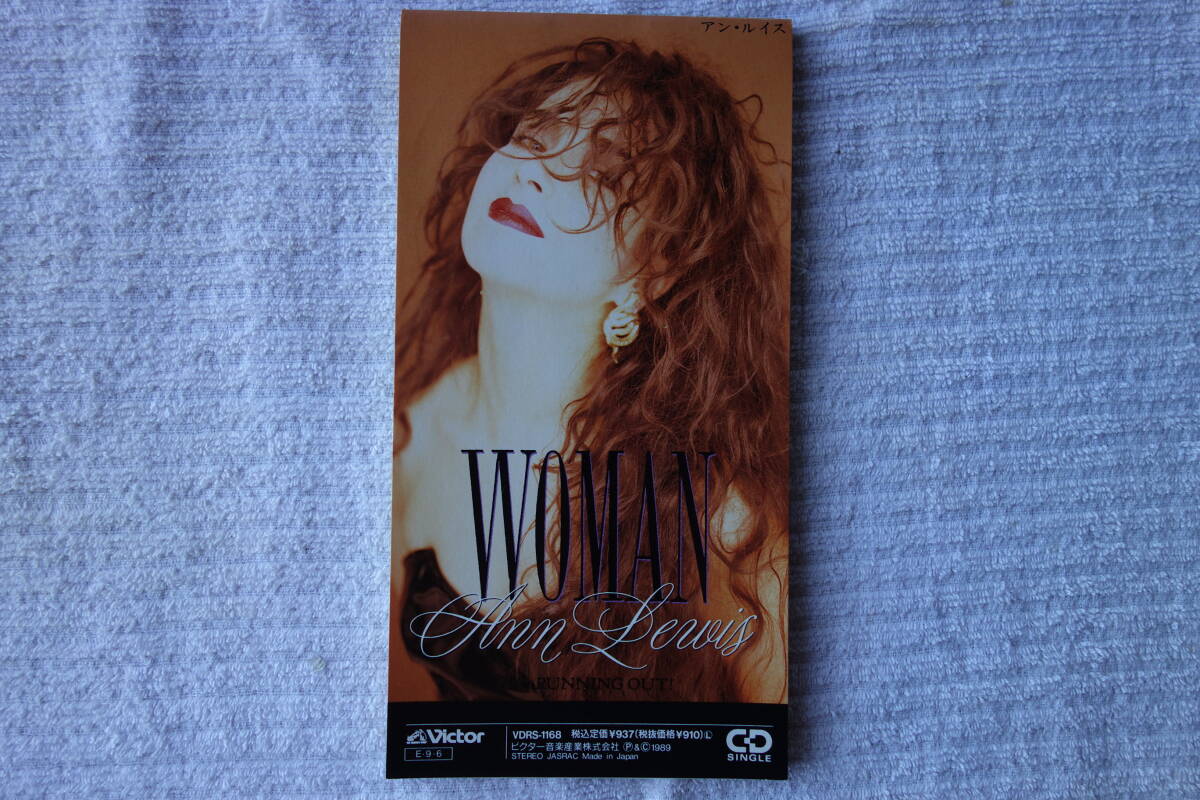 アン・ルイス
WOMAN
Ann Lewis
RUNNING OUT!
Victor
E・9・6
VDRS-1168 税込定価¥937(税抜価格¥910)Ⓛ
ビクター音楽産業株式会社 Ⓟ&Ⓒ1989
STEREO JASRAC Made in Japan
CD
SINGLE